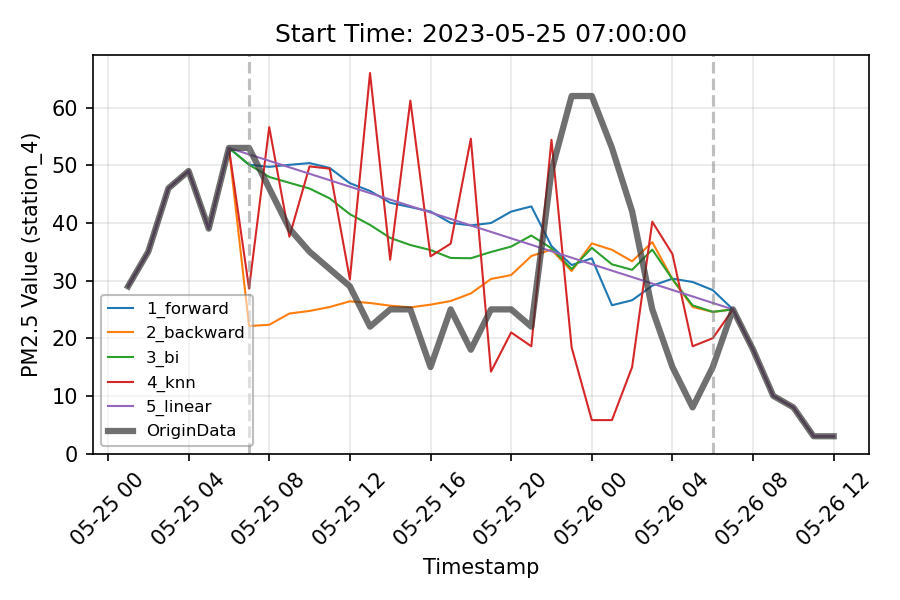 Start Time: 2023-05-25 07:00:00
PM2.5 Value (station_4)
60
50
40
30
20
10
0
1_forward
2_backward
3_bi
4_knn
5_linear
OriginData
05-25 00
05-25 04
05-25 08
05-25 12
05-25 16
05-25 20
05-26 00
05-26 04
05-26 08
05-26 12
Timestamp